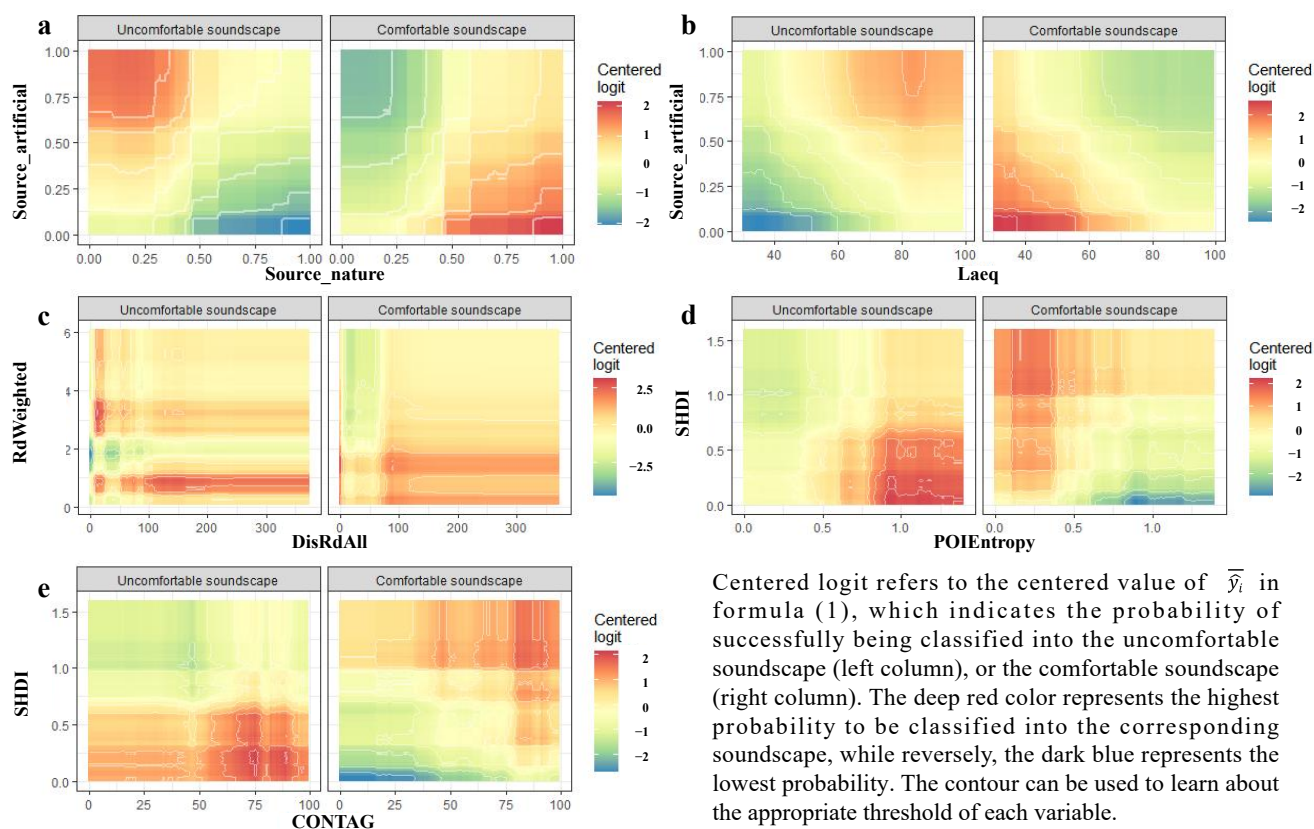 a
Uncomfortable soundscape
Comfortable soundscape
Source_artificial
1.00
0.75
0.50
0.25
0.00
0.00 0.25 0.50 0.75 1.00
0.00 0.25 0.50 0.75 1.00
Source_nature
Centered
logit
2
1
0
−1
−2
b
Uncomfortable soundscape
Comfortable soundscape
Source_artificial
1.00
0.75
0.50
0.25
0.00
40 60 80 100
40 60 80 100
Laeq
Centered
logit
2
1
0
−1
−2
c
Uncomfortable soundscape
Comfortable soundscape
RdWeighted
6
4
2
0
0 100 200 300
0 100 200 300
DisRdAll
Centered
logit
2.5
0.0
−2.5
d
Uncomfortable soundscape
Comfortable soundscape
SHDI
1.5
1.0
0.5
0.0
0.0 0.5 1.0
0.0 0.5 1.0
POIEntropy
Centered
logit
2
1
0
−1
−2
e
Uncomfortable soundscape
Comfortable soundscape
SHDI
1.5
1.0
0.5
0.0
0 25 50 75 100
0 25 50 75 100
CONTAG
Centered
logit
2
1
0
−1
−2
Centered logit refers to the centered value of $\overline{\hat{y}_i}$ in
formula (1), which indicates the probability of
successfully being classified into the uncomfortable
soundscape (left column), or the comfortable soundscape
(right column). The deep red color represents the highest
probability to be classified into the corresponding
soundscape, while reversely, the dark blue represents the
lowest probability. The contour can be used to learn about
the appropriate threshold of each variable.